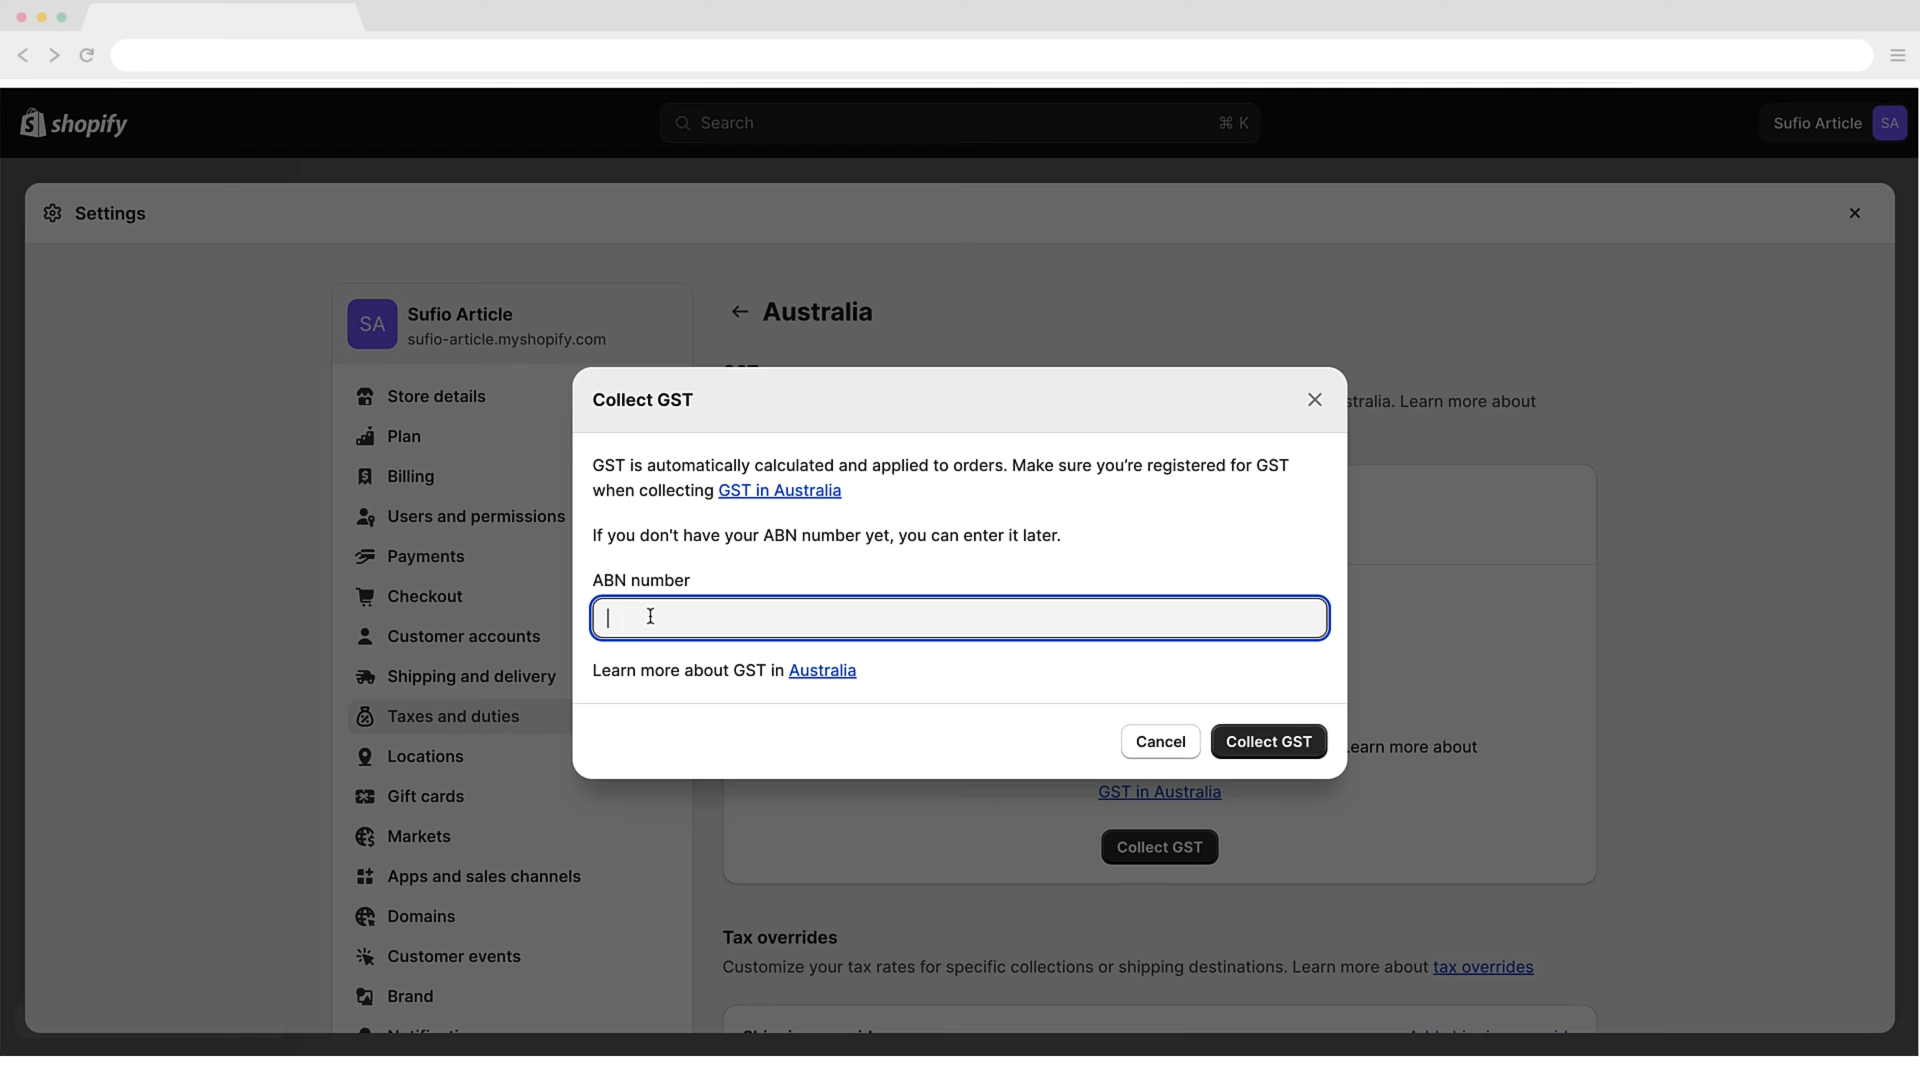 shopify
Search
⌘ K
Sufio Article
SA
Settings
SA
Sufio Article
sufio-article.myshopify.com
Store details
Plan
Billing
Users and permissions
Payments
Checkout
Customer accounts
Shipping and delivery
Taxes and duties
Locations
Gift cards
Markets
Apps and sales channels
Domains
Customer events
Brand
Australia
stralia. Learn more about
Collect GST
GST is automatically calculated and applied to orders. Make sure you’re registered for GST
when collecting GST in Australia
If you don't have your ABN number yet, you can enter it later.
ABN number
Learn more about GST in Australia
Cancel
Collect GST
Learn more about
GST in Australia
Collect GST
Tax overrides
Customize your tax rates for specific collections or shipping destinations. Learn more about tax overrides